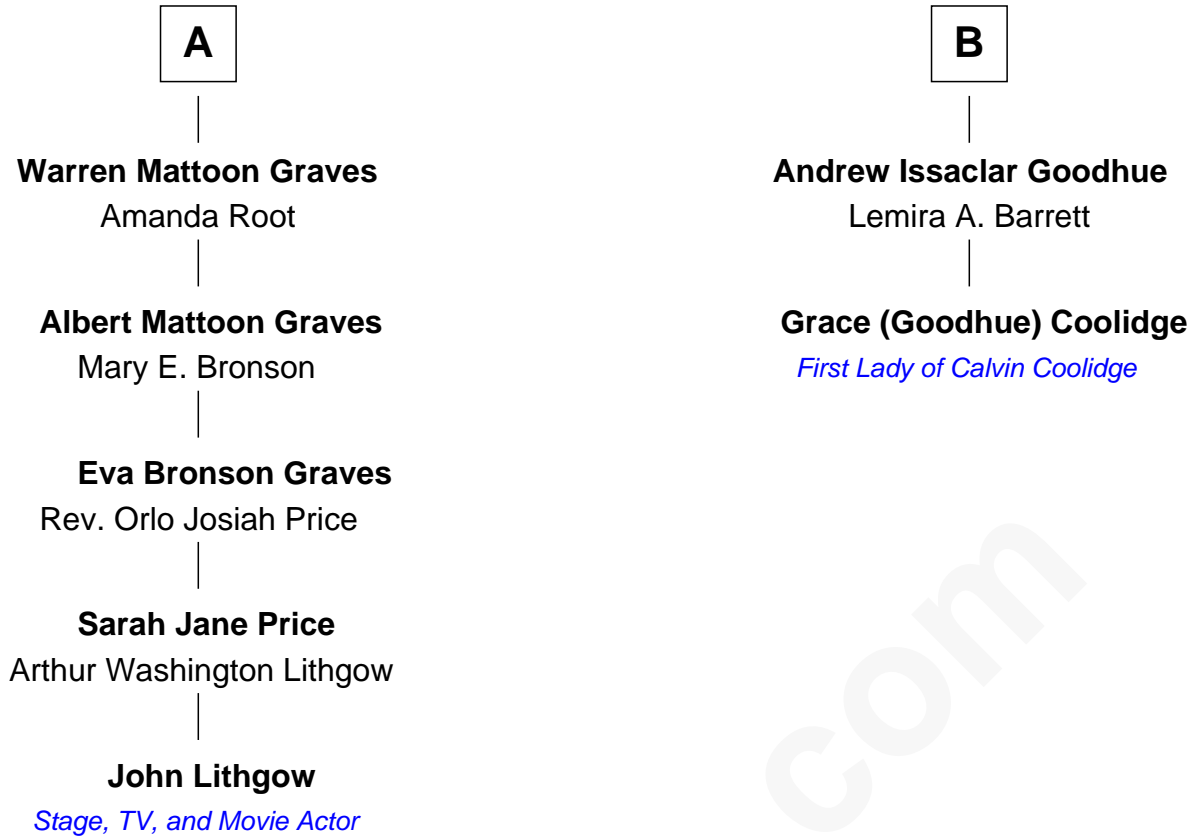 A
Warren Mattoon Graves
Amanda Root
Albert Mattoon Graves
Mary E. Bronson
Eva Bronson Graves
Rev. Orlo Josiah Price
Sarah Jane Price
Arthur Washington Lithgow
John Lithgow
Stage, TV, and Movie Actor
B
Andrew Issaclar Goodhue
Lemira A. Barrett
Grace (Goodhue) Coolidge
First Lady of Calvin Coolidge
com